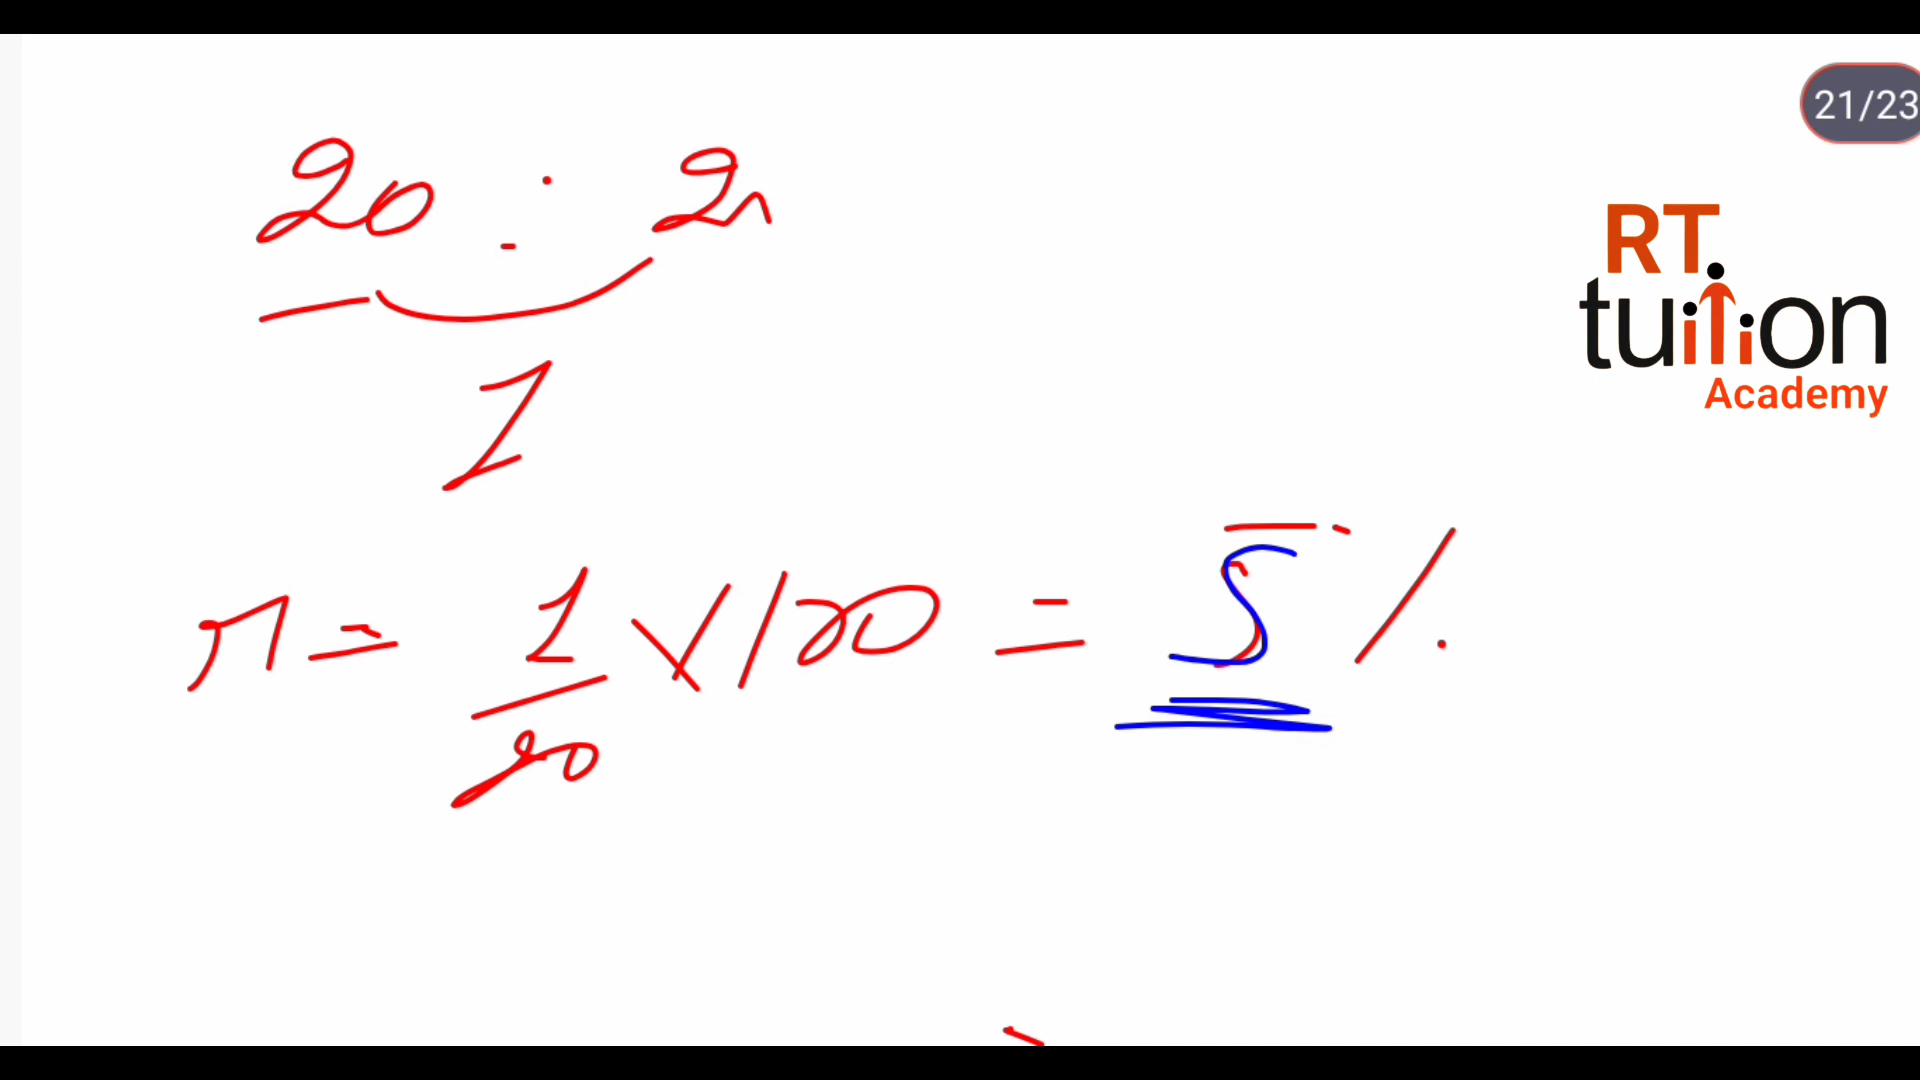 21/23
RT
tuition
Academy
20 : 21
1
r = 1/20 × 100 = 5 %